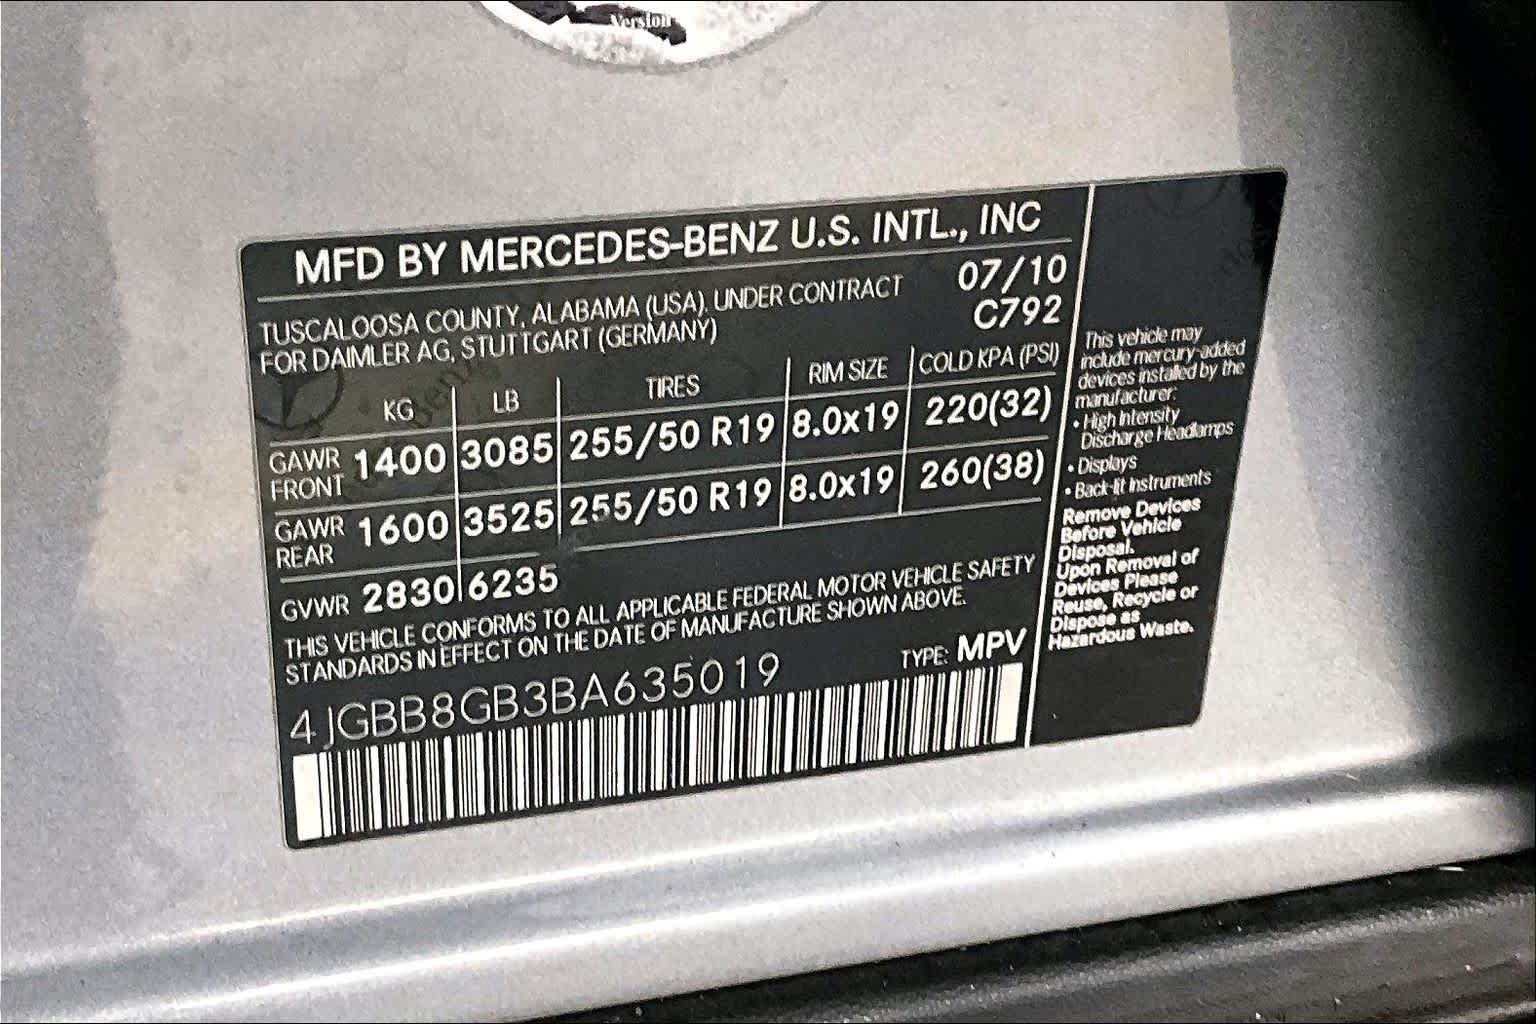 Version
MFD BY MERCEDES-BENZ U.S. INTL., INC
TUSCALOOSA COUNTY, ALABAMA (USA), UNDER CONTRACT
FOR DAIMLER AG, STUTTGART (GERMANY)
07/10
C792
KG LB TIRES RIM SIZE COLD KPA (PSI)
GAWR FRONT 1400 3085 255/50 R19 8.0x19 220(32)
GAWR REAR 1600 3525 255/50 R19 8.0x19 260(38)
GVWR 2830 6235
THIS VEHICLE CONFORMS TO ALL APPLICABLE FEDERAL MOTOR VEHICLE SAFETY
STANDARDS IN EFFECT ON THE DATE OF MANUFACTURE SHOWN ABOVE.
4JGBB8GB3BA635019 TYPE: MPV
This vehicle may
include mercury-added
devices installed by the
manufacturer:
• High Intensity
Discharge Headlamps
• Displays
• Back-lit Instruments
Remove Devices
Before Vehicle
Disposal.
Upon Removal of
Devices Please
Reuse, Recycle or
Dispose as
Hazardous Waste.